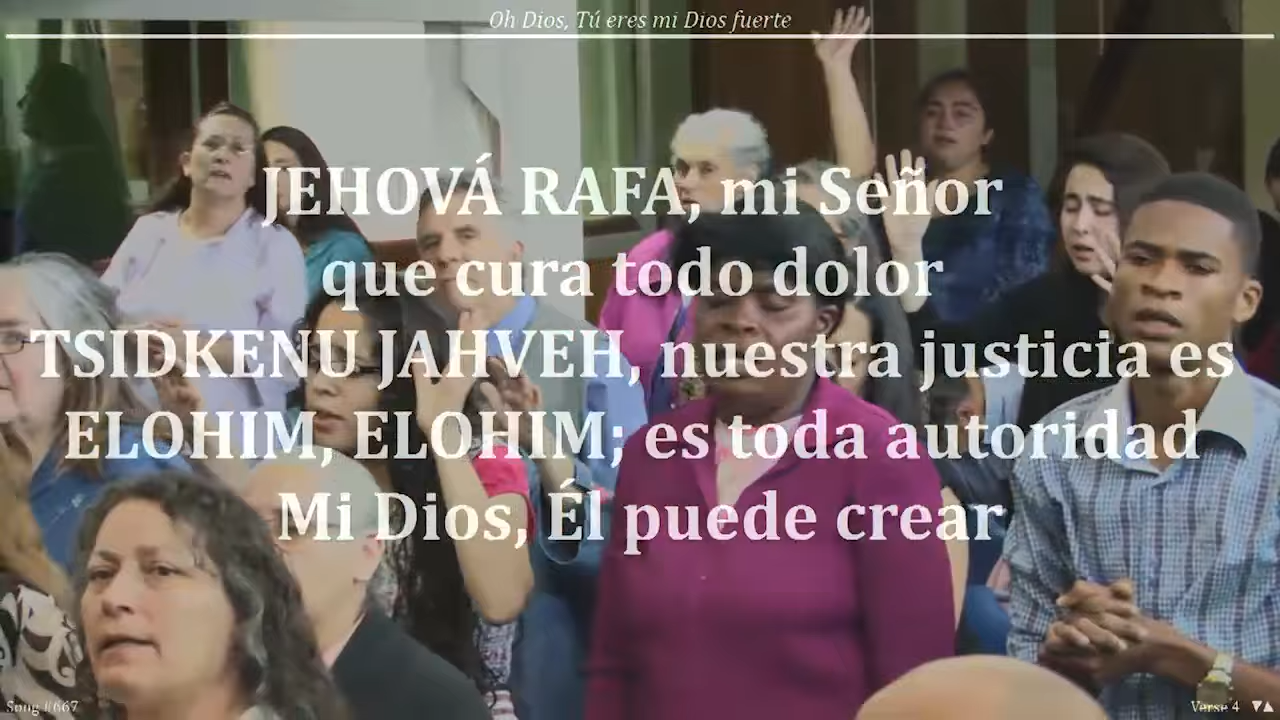 Oh Dios, Tú eres mi Dios fuerte
JEHOVÁ RAFA, mi Señor
que cura todo dolor
TSIDKENU JAHVEH, nuestra justicia es
ELOHIM, ELOHIM; es toda autoridad
Mi Dios, Él puede crear
Song #667
Verse 4 ▼▲